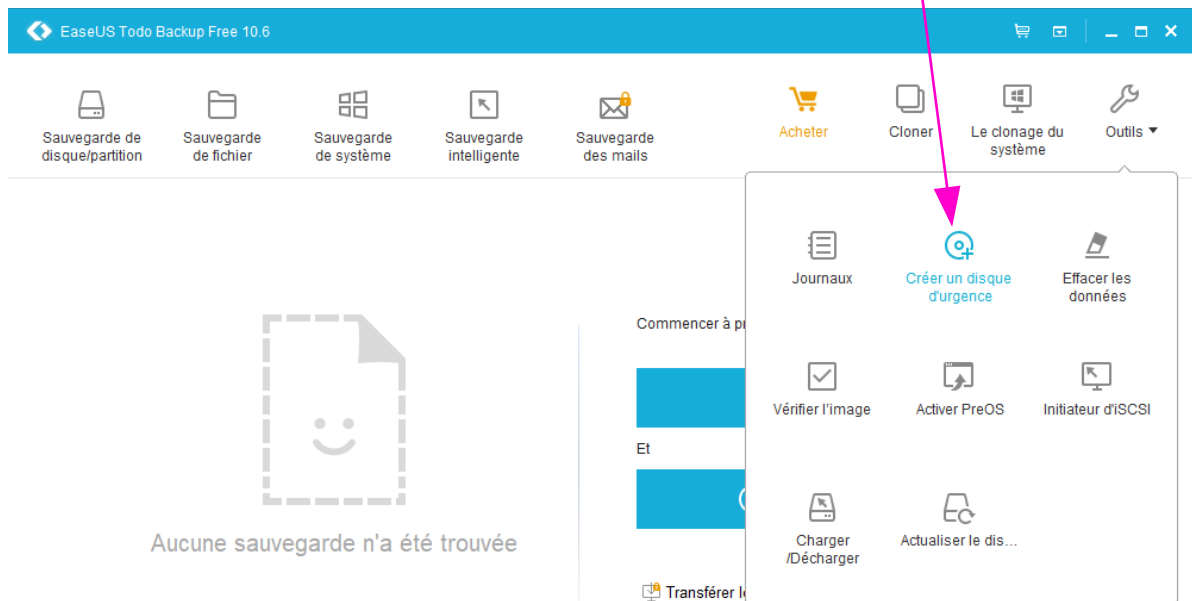 EaseUS Todo Backup Free 10.6
Sauvegarde de
disque/partition
Sauvegarde
de fichier
Sauvegarde
de système
Sauvegarde
intelligente
Sauvegarde
des mails
Acheter
Cloner
Le clonage du
système
Outils
Journaux
Créer un disque
d'urgence
Effacer les
données
Commencer à p
Vérifier l'image
Activer PreOS
Initiateur d'iSCSI
Et
Charger
/Décharger
Actualiser le dis...
Aucune sauvegarde n'a été trouvée
Transférer l